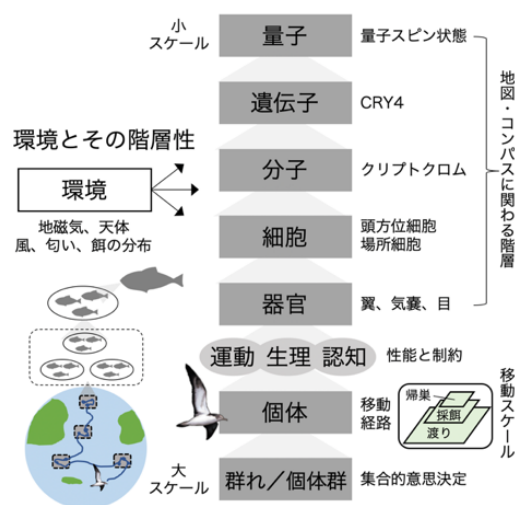 小
スケール
量子
量子スピン状態
遺伝子
CRY4
環境とその階層性
環境
地磁気、天体
風、匂い、餌の分布
分子
クリプトクロム
細胞
頭方位細胞
場所細胞
器官
翼、気嚢、目
地図・コンパスに関わる階層
運動 生理 認知
性能と制約
個体
移動
経路
帰巣
採餌
渡り
移動スケール
大
スケール
群れ/個体群
集合的意思決定